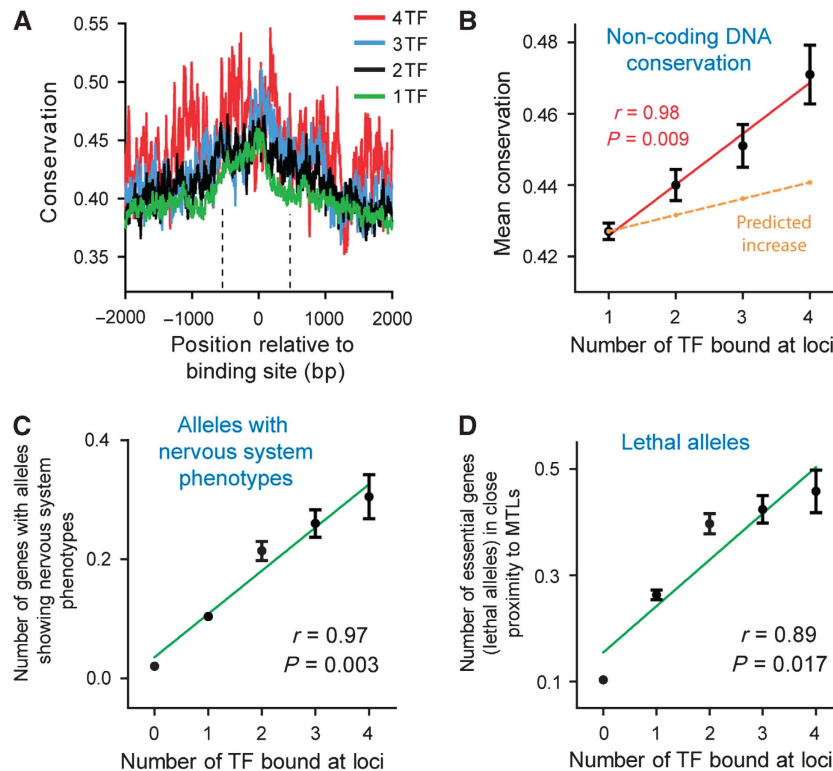 A
4TF
3TF
2TF
1TF
0.55
0.50
0.45
0.40
0.35
Conservation
−2000
−1000
0
1000
2000
Position relative to
binding site (bp)
B
Non-coding DNA
conservation
r = 0.98
P = 0.009
Predicted
increase
0.48
0.46
0.44
0.42
Mean conservation
1
2
3
4
Number of TF bound at loci
C
Alleles with
nervous system
phenotypes
0.4
0.2
0.0
Number of genes with alleles
showing nervous system
phenotypes
r = 0.97
P = 0.003
0
1
2
3
4
Number of TF bound at loci
D
Lethal alleles
0.5
0.3
0.1
Number of essential genes
(lethal alleles) in close
proximity to MTLs
r = 0.89
P = 0.017
0
1
2
3
4
Number of TF bound at loci